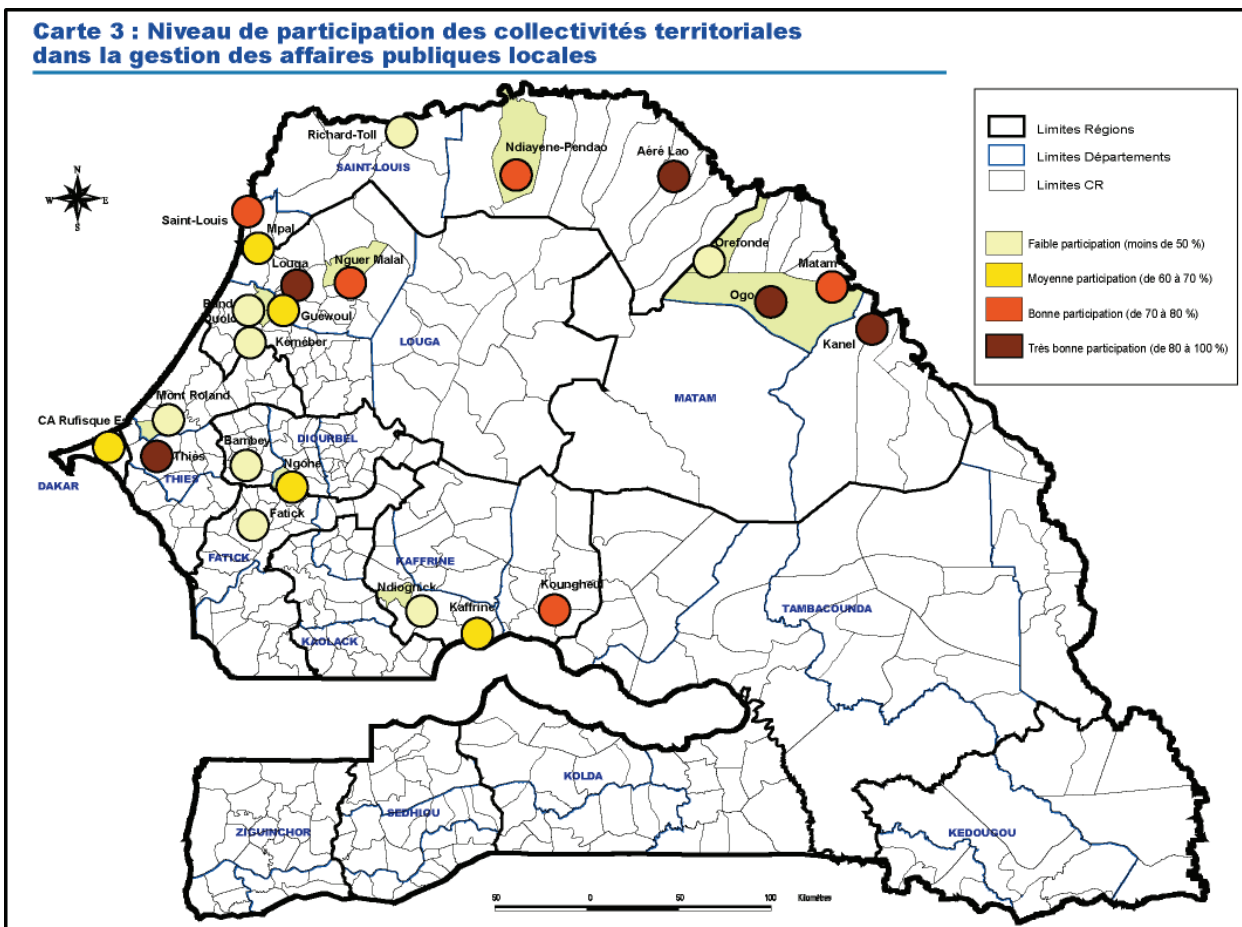 Carte 3 : Niveau de participation des collectivités territoriales
dans la gestion des affaires publiques locales
Limites Régions
Limites Départements
Limites CR
Faible participation (moins de 50 %)
Moyenne participation (de 60 à 70 %)
Bonne participation (de 70 à 80 %)
Très bonne participation (de 80 à 100 %)
N
W E
S
Richard-Toll
SAINT-LOUIS
Ndiayene-Pendao
Aéré Lao
Saint-Louis
Mpal
Louga
Nguer Malal
Orefonde
Matam
Ogo
Guéwoul
Kéméber
LOUGA
Kanel
MATAM
Mont Roland
CA Rufisque Es
Thiès
Bambey
DIOURBEL
Ngohe
DAKAR
THIES
Fatick
FATICK
KAFFRINE
Ndiognick
Kaffrine
Koungheul
KAOLACK
TAMBACOUNDA
KOLDA
SEDHIOU
ZIGUINCHOR
KEDOUGOU
50 0 50 100 Kilomètres